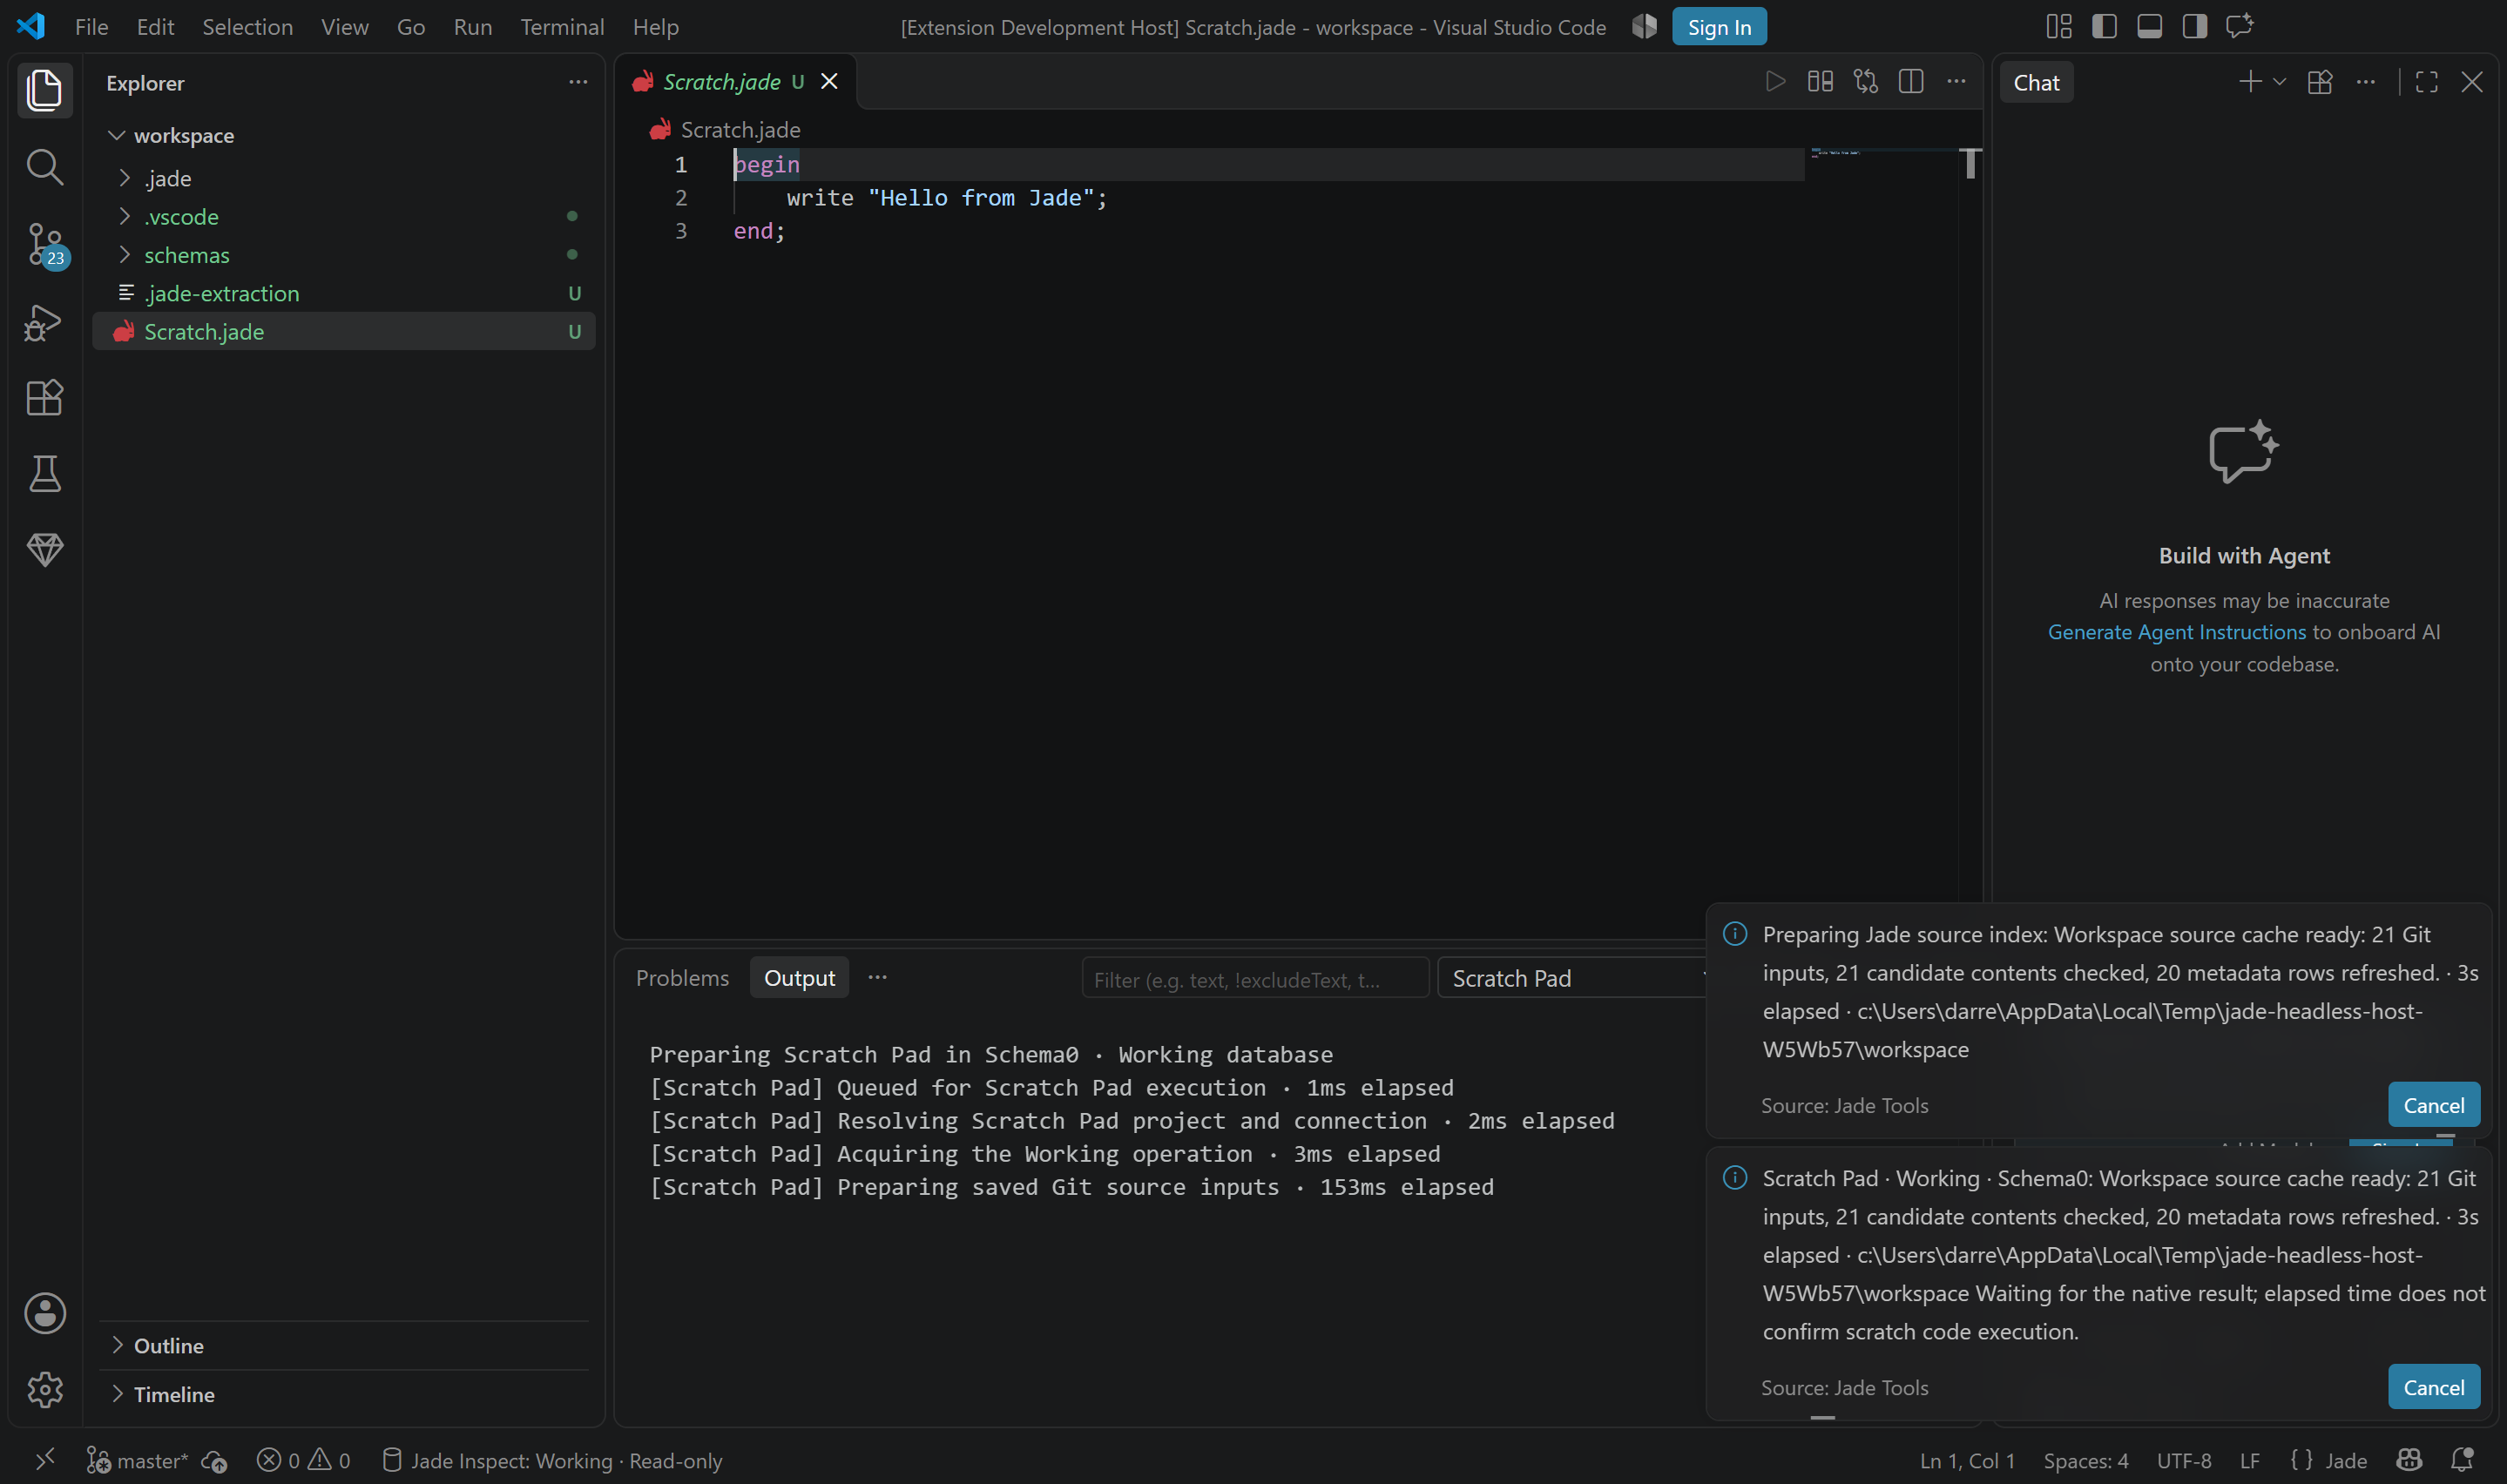 File Edit Selection View Go Run Terminal Help
[Extension Development Host] Scratch.jade - workspace - Visual Studio Code
Sign In
Explorer
workspace
.jade
.vscode
schemas
.jade-extraction U
Scratch.jade U
23
Outline
Timeline
Scratch.jade U
Scratch.jade
1 begin
2 write "Hello from Jade";
3 end;
Problems Output
Filter (e.g. text, !excludeText, t...
Scratch Pad
Preparing Scratch Pad in Schema0 · Working database
[Scratch Pad] Queued for Scratch Pad execution · 1ms elapsed
[Scratch Pad] Resolving Scratch Pad project and connection · 2ms elapsed
[Scratch Pad] Acquiring the Working operation · 3ms elapsed
[Scratch Pad] Preparing saved Git source inputs · 153ms elapsed
Chat
Build with Agent
AI responses may be inaccurate
Generate Agent Instructions to onboard AI
onto your codebase.
Preparing Jade source index: Workspace source cache ready: 21 Git
inputs, 21 candidate contents checked, 20 metadata rows refreshed. · 3s
elapsed · c:\Users\darre\AppData\Local\Temp\jade-headless-host-
W5Wb57\workspace
Source: Jade Tools
Cancel
Scratch Pad · Working · Schema0: Workspace source cache ready: 21 Git
inputs, 21 candidate contents checked, 20 metadata rows refreshed. · 3s
elapsed · c:\Users\darre\AppData\Local\Temp\jade-headless-host-
W5Wb57\workspace Waiting for the native result; elapsed time does not
confirm scratch code execution.
Source: Jade Tools
Cancel
master* 0 0 Jade Inspect: Working · Read-only
Ln 1, Col 1 Spaces: 4 UTF-8 LF { } Jade